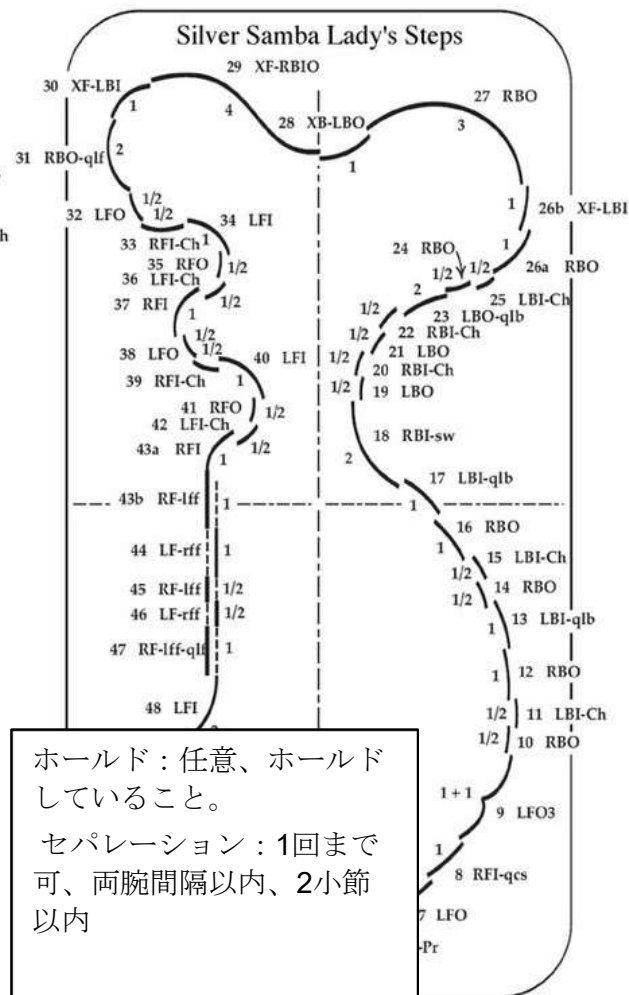 Silver Samba Lady's Steps
29 XF-RBIO
30 XF-LBI
27 RBO
1
4
3
28 XB-LBO
31 RBO-qlf
2
1
1/2
1
26b XF-LBI
32 LFO
1/2
34 LFI
33 RFI-Ch
1
24 RBO
1
35 RFO
1/2
1/2
1/2
26a RBO
36 LFI-Ch
2
25 LBI-Ch
37 RFI
1/2
23 LBO-qlb
1
1/2
22 RBI-Ch
1/2
1/2
21 LBO
38 LFO
1/2
40 LFI
1/2
20 RBI-Ch
39 RFI-Ch
1
1/2
19 LBO
41 RFO
1/2
42 LFI-Ch
18 RBI-sw
43a RFI
1/2
1
2
17 LBI-qlb
43b RF-lff
1
1
16 RBO
44 LF-rff
1
1
15 LBI-Ch
1/2
45 RF-lff
1/2
14 RBO
46 LF-rff
1/2
1/2
13 LBI-qlb
47 RF-lff-qlf
1
1
1
12 RBO
48 LFI
1/2
11 LBI-Ch
1/2
10 RBO
1 + 1
9 LFO3
1
8 RFI-qcs
7 LFO
-Pr
ホールド：任意、ホールド
していること。
セパレーション：1回まで
可、両腕間隔以内、2小節
以内